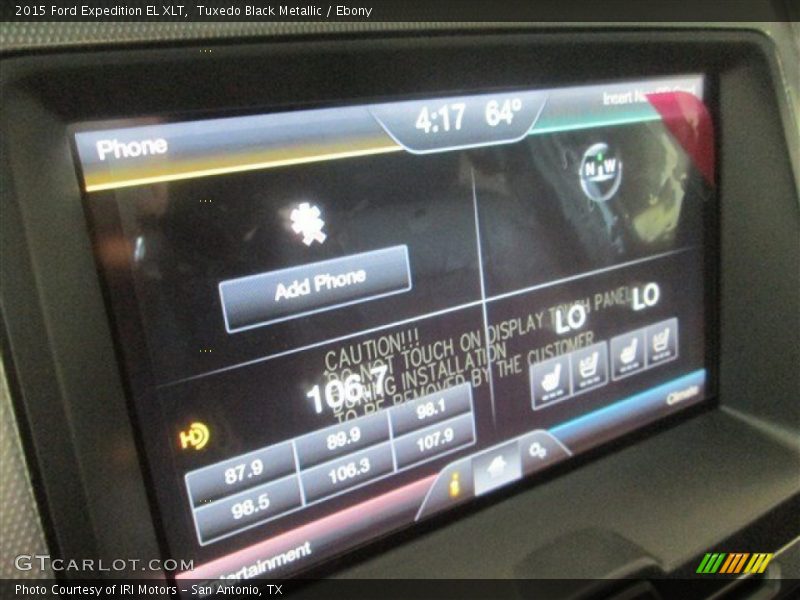 2015 Ford Expedition EL XLT, Tuxedo Black Metallic / Ebony
Phone
4:17 64°
Insert
N W
Add Phone
LO LO
CAUTION!!!
DO NOT TOUCH ON DISPLAY TOUCH PANEL
DURING INSTALLATION
TO BE REMOVED BY THE CUSTOMER
106.7
87.9 89.9 98.1
98.5 106.3 107.9
Climate
i
GTcarlot.com
Photo Courtesy of IRI Motors – San Antonio, TX